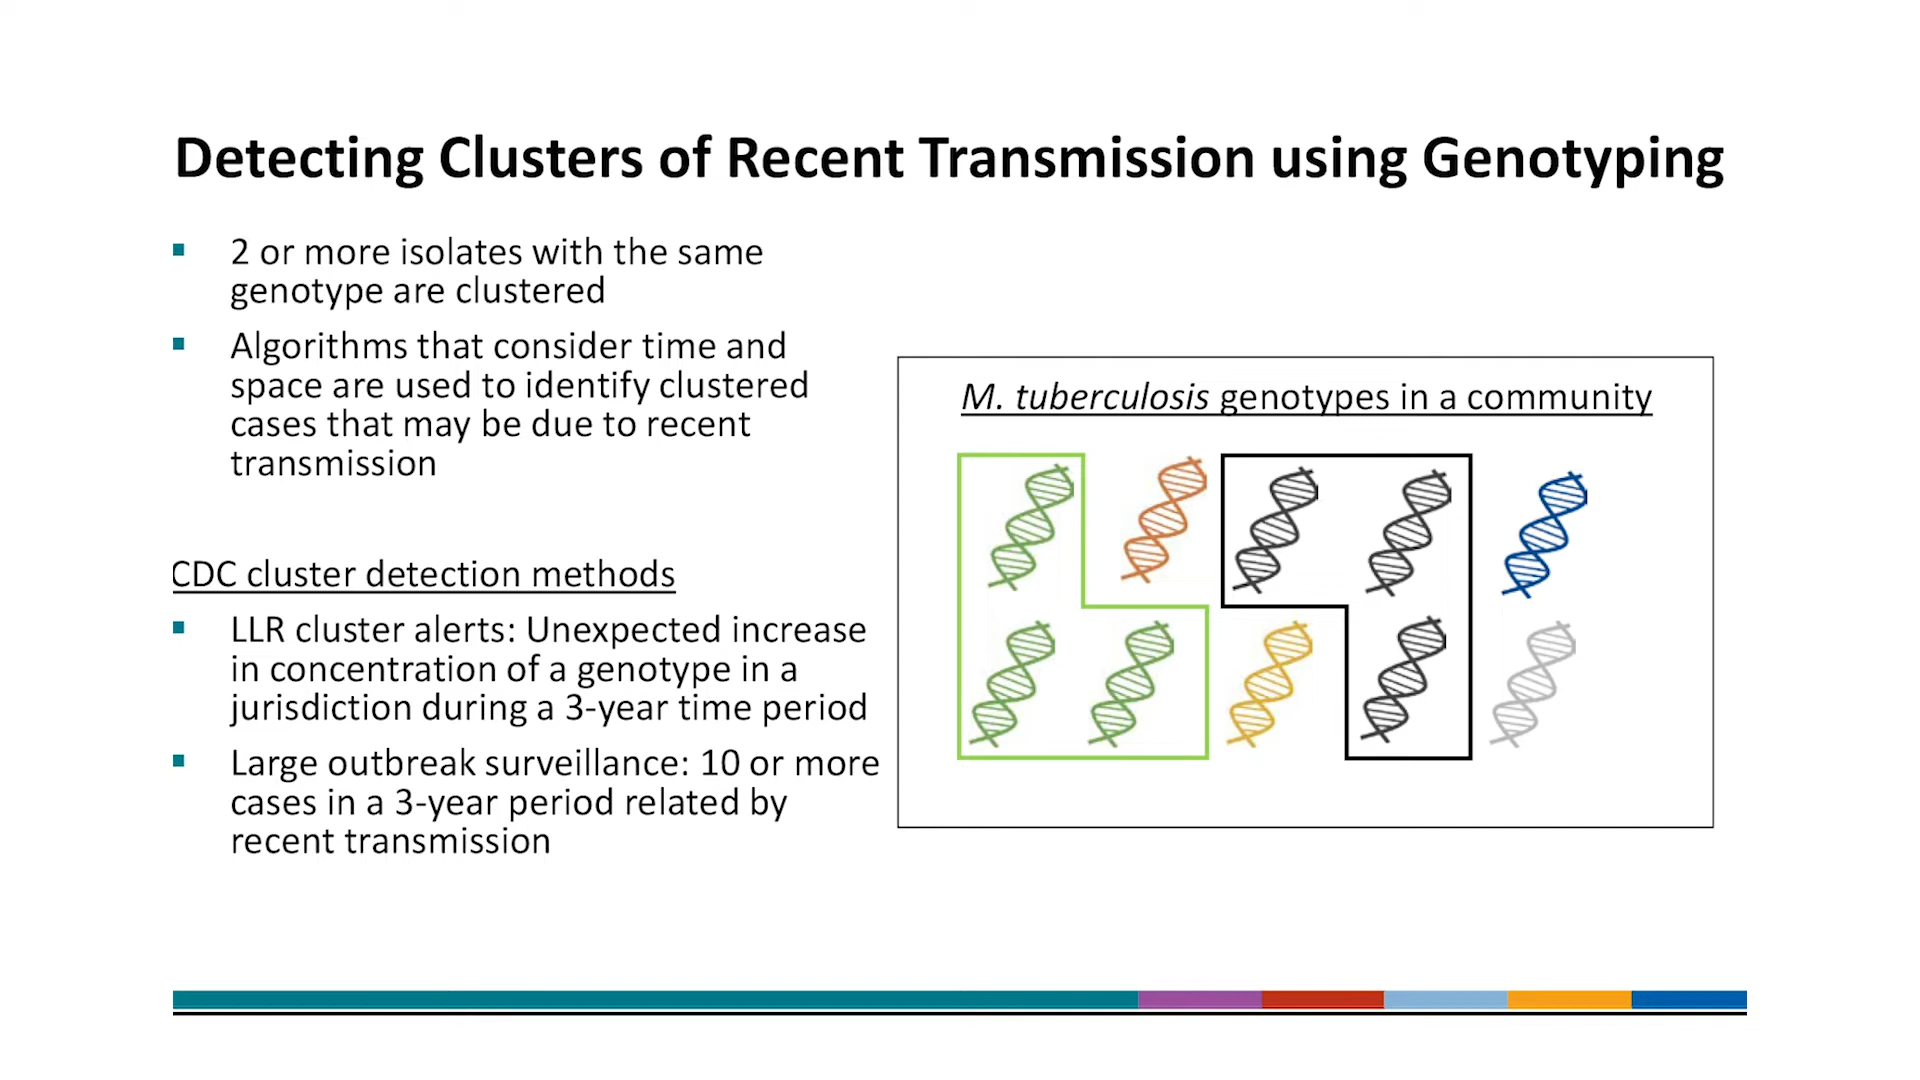 Detecting Clusters of Recent Transmission using Genotyping
2 or more isolates with the same
genotype are clustered
Algorithms that consider time and
space are used to identify clustered
cases that may be due to recent
transmission
CDC cluster detection methods
LLR cluster alerts: Unexpected increase
in concentration of a genotype in a
jurisdiction during a 3-year time period
Large outbreak surveillance: 10 or more
cases in a 3-year period related by
recent transmission
M. tuberculosis genotypes in a community